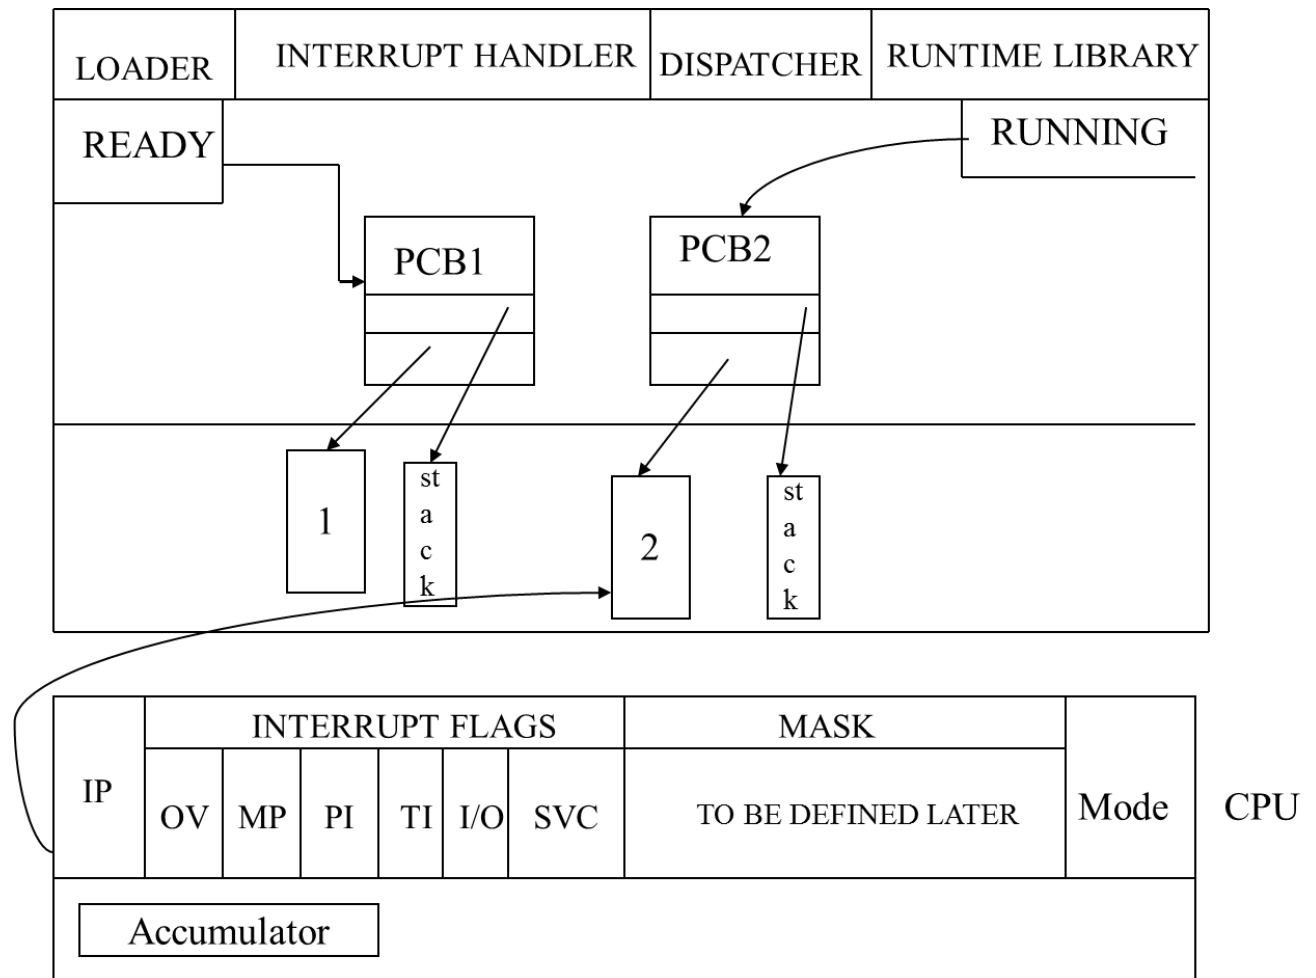 LOADER
INTERRUPT HANDLER
DISPATCHER
RUNTIME LIBRARY
READY
RUNNING
PCB1
PCB2
1
st
a
c
k
2
st
a
c
k
INTERRUPT FLAGS
MASK
IP
OV
MP
PI
TI
I/O
SVC
TO BE DEFINED LATER
Mode
CPU
Accumulator